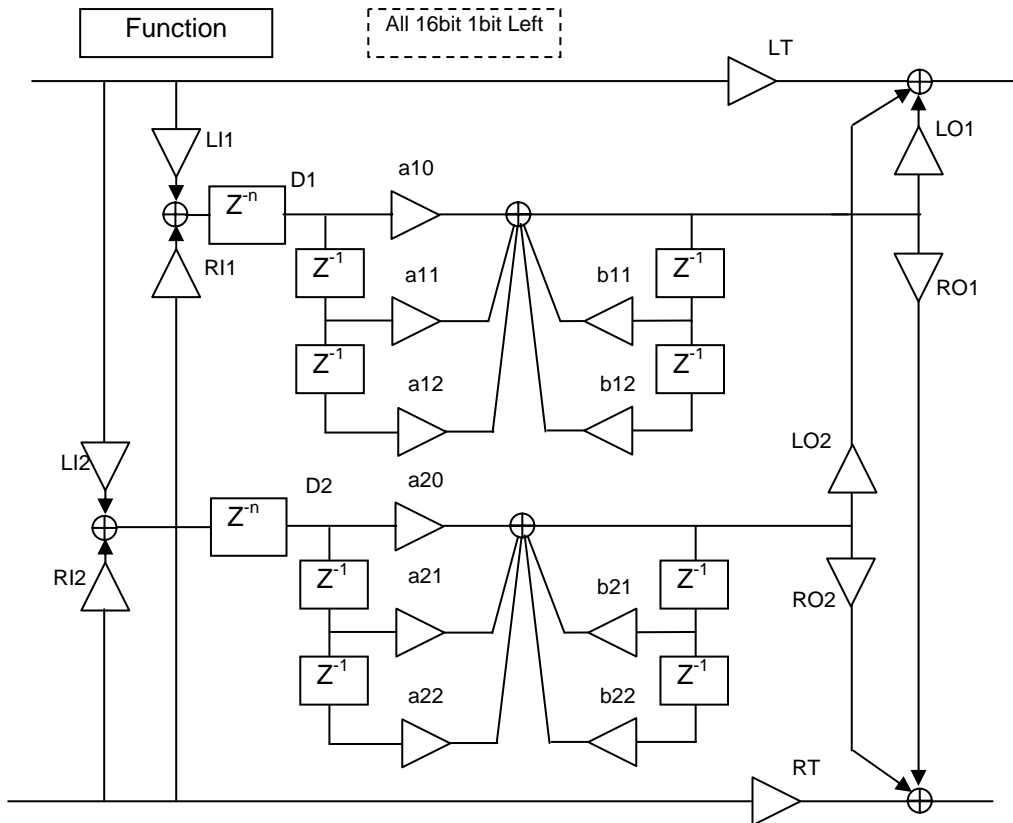 Function
All 16bit 1bit Left
LT
LI1
LO1
a10
D1
Z⁻ⁿ
RI1
a11
b11
Z⁻¹
Z⁻¹
RO1
a12
b12
Z⁻¹
Z⁻¹
LI2
LO2
a20
D2
Z⁻ⁿ
RI2
a21
b21
Z⁻¹
Z⁻¹
RO2
a22
b22
Z⁻¹
Z⁻¹
RT